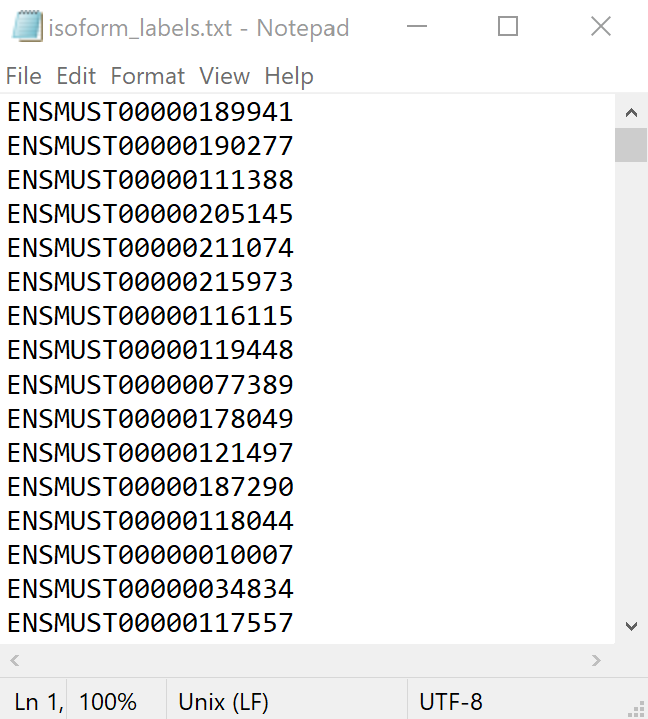 isoform_labels.txt - Notepad
File Edit Format View Help
ENSMUST00000189941
ENSMUST00000190277
ENSMUST00000111388
ENSMUST00000205145
ENSMUST00000211074
ENSMUST00000215973
ENSMUST00000116115
ENSMUST00000119448
ENSMUST00000077389
ENSMUST00000178049
ENSMUST00000121497
ENSMUST00000187290
ENSMUST00000118044
ENSMUST00000010007
ENSMUST00000034834
ENSMUST00000117557
Ln 1, 100% Unix (LF) UTF-8